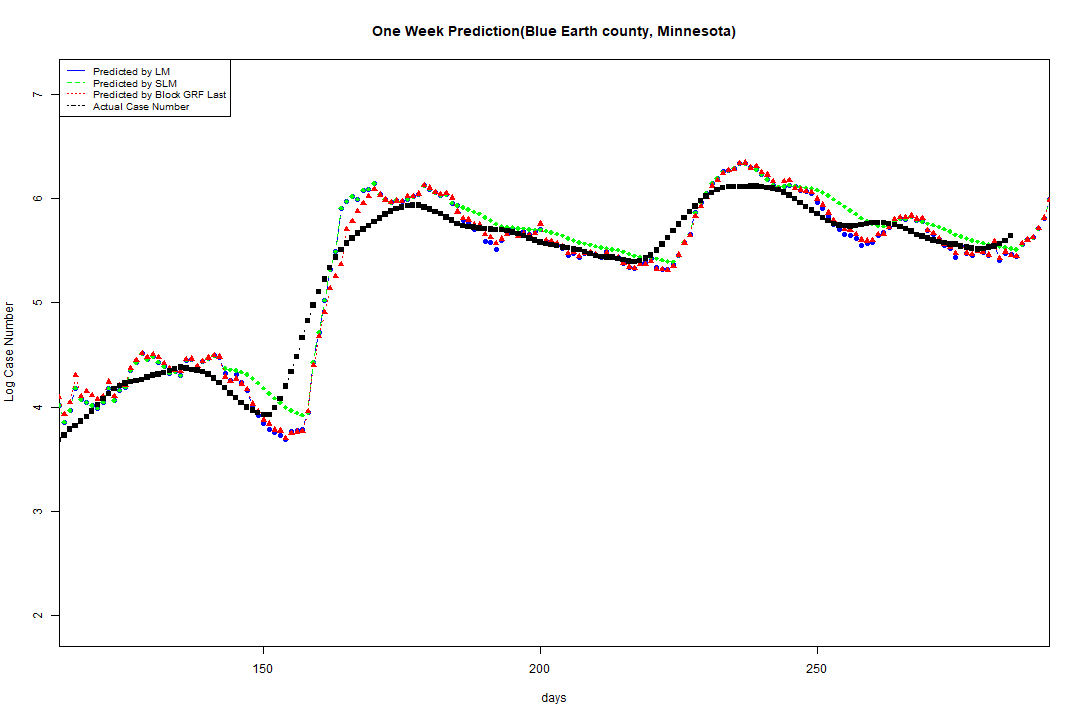 One Week Prediction(Blue Earth county, Minnesota)
Predicted by LM
Predicted by SLM
Predicted by Block GRF Last
Actual Case Number
7
6
5
4
3
2
Log Case Number
150
200
250
days